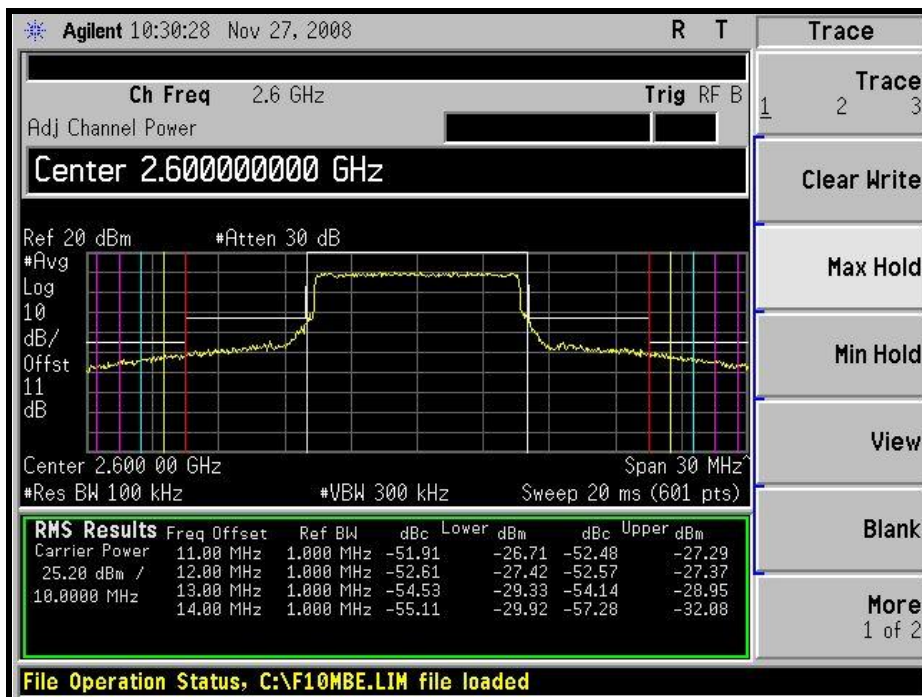 Agilent 10:30:28 Nov 27, 2008 R T
Trace
Ch Freq 2.6 GHz Trig RF B
Adj Channel Power
Center 2.600000000 GHz
Ref 20 dBm #Atten 30 dB
#Avg
Log
10
dB/
Offst
11
dB
Center 2.600 00 GHz Span 30 MHz^
#Res BW 100 kHz #VBW 300 kHz Sweep 20 ms (601 pts)
RMS Results Freq Offset Ref BW dBc Lower dBm dBc Upper dBm
Carrier Power 11.00 MHz 1.000 MHz -51.91 -26.71 -52.48 -27.29
25.20 dBm / 12.00 MHz 1.000 MHz -52.61 -27.42 -52.57 -27.37
10.0000 MHz 13.00 MHz 1.000 MHz -54.53 -29.33 -54.14 -28.95
14.00 MHz 1.000 MHz -55.11 -29.92 -57.28 -32.08
Trace
1 2 3
Clear Write
Max Hold
Min Hold
View
Blank
More
1 of 2
File Operation Status, C:\F10MBE.LIM file loaded